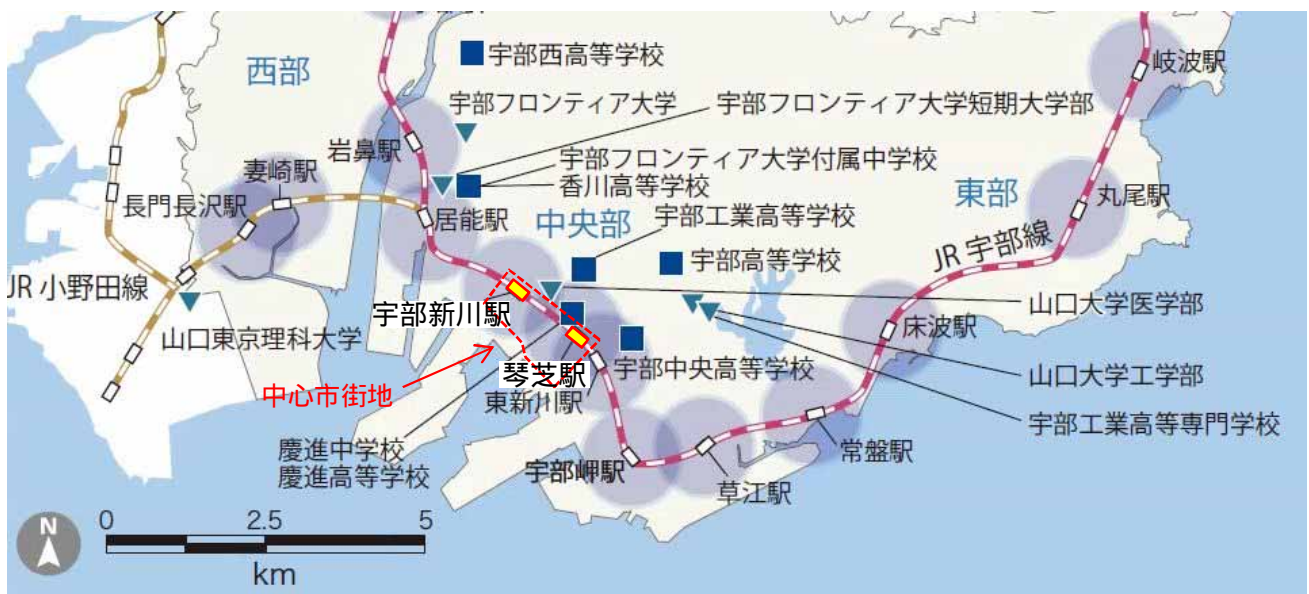 宇部西高等学校
岐波駅
西部
宇部フロンティア大学
宇部フロンティア大学短期大学部
岩鼻駅
宇部フロンティア大学付属中学校
香川高等学校
妻崎駅
東部
丸尾駅
長門長沢駅
居能駅
中央部
宇部工業高等学校
JR 宇部線
宇部高等学校
JR 小野田線
宇部新川駅
山口大学医学部
山口東京理科大学
床波駅
琴芝駅
宇部中央高等学校
山口大学工学部
中心市街地
東新川駅
宇部工業高等専門学校
慶進中学校
慶進高等学校
常盤駅
宇部岬駅
草江駅
N
0 2.5 5
km